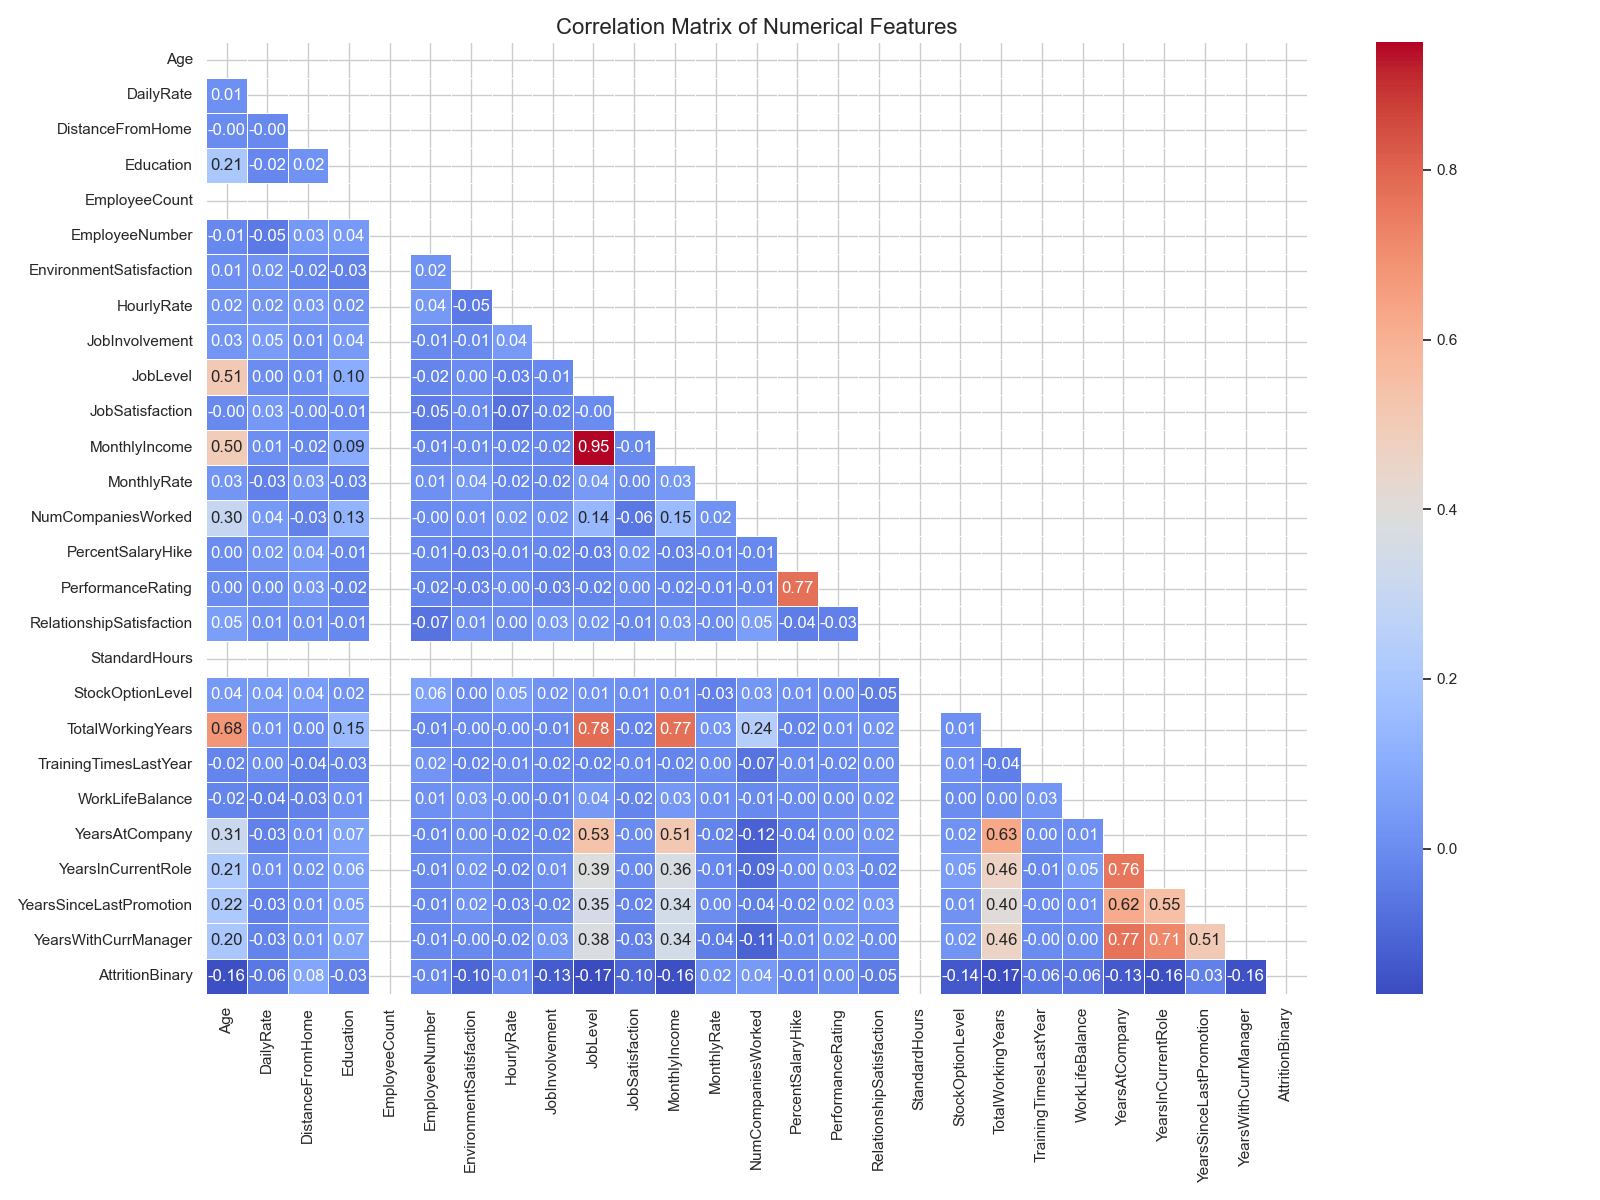 Correlation Matrix of Numerical Features
Age
DailyRate 0.01
DistanceFromHome -0.00 -0.00
Education 0.21 -0.02 0.02
EmployeeCount
EmployeeNumber -0.01 -0.05 0.03 0.04
EnvironmentSatisfaction 0.01 0.02 -0.02 -0.03 0.02
HourlyRate 0.02 0.02 0.03 0.02 0.04 -0.05
JobInvolvement 0.03 0.05 0.01 0.04 -0.01 -0.01 0.04
JobLevel 0.51 0.00 0.01 0.10 -0.02 0.00 -0.03 -0.01
JobSatisfaction -0.00 0.03 -0.00 -0.01 -0.05 -0.01 -0.07 -0.02 -0.00
MonthlyIncome 0.50 0.01 -0.02 0.09 -0.01 -0.01 -0.02 -0.02 0.95 -0.01
MonthlyRate 0.03 -0.03 0.03 -0.03 0.01 0.04 -0.02 -0.02 0.04 0.00 0.03
NumCompaniesWorked 0.30 0.04 -0.03 0.13 -0.00 0.01 0.02 0.02 0.14 -0.06 0.15 0.02
PercentSalaryHike 0.00 0.02 0.04 -0.01 -0.01 -0.03 -0.01 -0.02 -0.03 0.02 -0.03 -0.01 -0.01
PerformanceRating 0.00 0.00 0.03 -0.02 -0.02 -0.03 -0.00 -0.03 -0.02 0.00 -0.02 -0.01 -0.01 0.77
RelationshipSatisfaction 0.05 0.01 0.01 -0.01 -0.07 0.01 0.00 0.03 0.02 -0.01 0.03 -0.00 0.05 -0.04 -0.03
StandardHours
StockOptionLevel 0.04 0.04 0.04 0.02 0.06 0.00 0.05 0.02 0.01 0.01 0.01 -0.03 0.03 0.01 0.00 -0.05
TotalWorkingYears 0.68 0.01 0.00 0.15 -0.01 -0.00 -0.00 -0.01 0.78 -0.02 0.77 0.03 0.24 -0.02 0.01 0.02 0.01
TrainingTimesLastYear -0.02 0.00 -0.04 -0.03 0.02 -0.02 -0.01 -0.02 -0.02 -0.01 -0.02 0.00 -0.07 -0.01 -0.02 0.00 0.01 -0.04
WorkLifeBalance -0.02 -0.04 -0.03 0.01 0.01 0.03 -0.00 -0.01 0.04 -0.02 0.03 0.01 -0.01 -0.00 0.00 0.02 0.00 0.00 0.03
YearsAtCompany 0.31 -0.03 0.01 0.07 -0.01 0.00 -0.02 -0.02 0.53 -0.00 0.51 -0.02 -0.12 -0.04 0.00 0.02 0.02 0.63 0.00 0.01
YearsInCurrentRole 0.21 0.01 0.02 0.06 -0.01 0.02 -0.02 0.01 0.39 -0.00 0.36 -0.01 -0.09 -0.00 0.03 -0.02 0.05 0.46 -0.01 0.05 0.76
YearsSinceLastPromotion 0.22 -0.03 0.01 0.05 -0.01 0.02 -0.03 -0.02 0.35 -0.02 0.34 0.00 -0.04 -0.02 0.02 0.03 0.01 0.40 -0.00 0.01 0.62 0.55
YearsWithCurrManager 0.20 -0.03 0.01 0.07 -0.01 -0.00 -0.02 0.03 0.38 -0.03 0.34 -0.04 -0.11 -0.01 0.02 -0.00 0.02 0.46 -0.00 0.00 0.77 0.71 0.51
AttritionBinary -0.16 -0.06 0.08 -0.03 -0.01 -0.10 -0.01 -0.13 -0.17 -0.10 -0.16 0.02 0.04 -0.01 0.00 -0.05 -0.14 -0.17 -0.06 -0.06 -0.13 -0.16 -0.03 -0.16
Age
DailyRate
DistanceFromHome
Education
EmployeeCount
EmployeeNumber
EnvironmentSatisfaction
HourlyRate
JobInvolvement
JobLevel
JobSatisfaction
MonthlyIncome
MonthlyRate
NumCompaniesWorked
PercentSalaryHike
PerformanceRating
RelationshipSatisfaction
StandardHours
StockOptionLevel
TotalWorkingYears
TrainingTimesLastYear
WorkLifeBalance
YearsAtCompany
YearsInCurrentRole
YearsSinceLastPromotion
YearsWithCurrManager
AttritionBinary
0.8
0.6
0.4
0.2
0.0